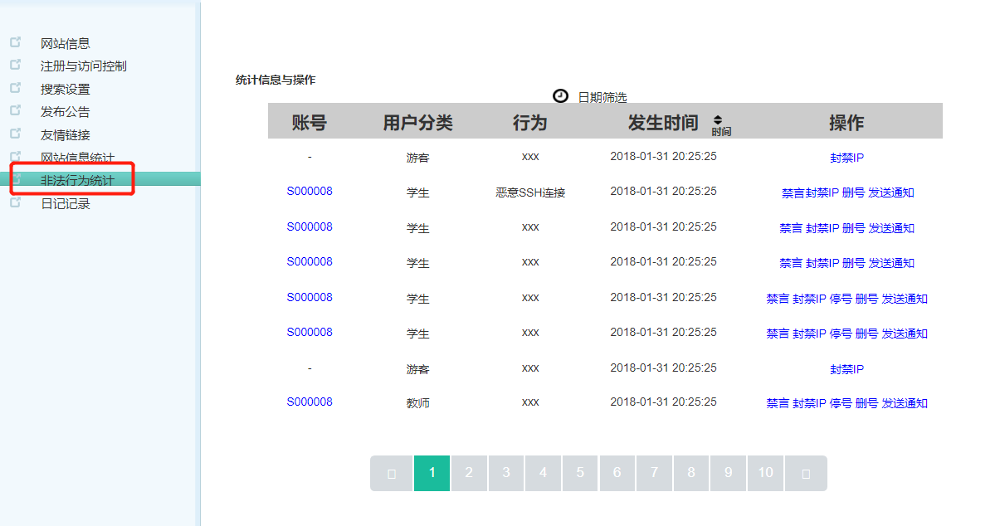 网站信息
注册与访问控制
搜索设置
发布公告
友情链接
网站信息统计
非法行为统计
日记记录
统计信息与操作
日期筛选
账号 用户分类 行为 发生时间 时间 操作
- 游客 xxx 2018-01-31 20:25:25 封禁IP
S000008 学生 恶意SSH连接 2018-01-31 20:25:25 禁言封禁IP 删号 发送通知
S000008 学生 xxx 2018-01-31 20:25:25 禁言 封禁IP 删号 发送通知
S000008 学生 xxx 2018-01-31 20:25:25 禁言 封禁IP 删号 发送通知
S000008 学生 xxx 2018-01-31 20:25:25 禁言 封禁IP 停号 删号 发送通知
S000008 学生 xxx 2018-01-31 20:25:25 禁言 封禁IP 停号 删号 发送通知
- 游客 xxx 2018-01-31 20:25:25 封禁IP
S000008 教师 xxx 2018-01-31 20:25:25 禁言 封禁IP 停号 删号 发送通知
1 2 3 4 5 6 7 8 9 10